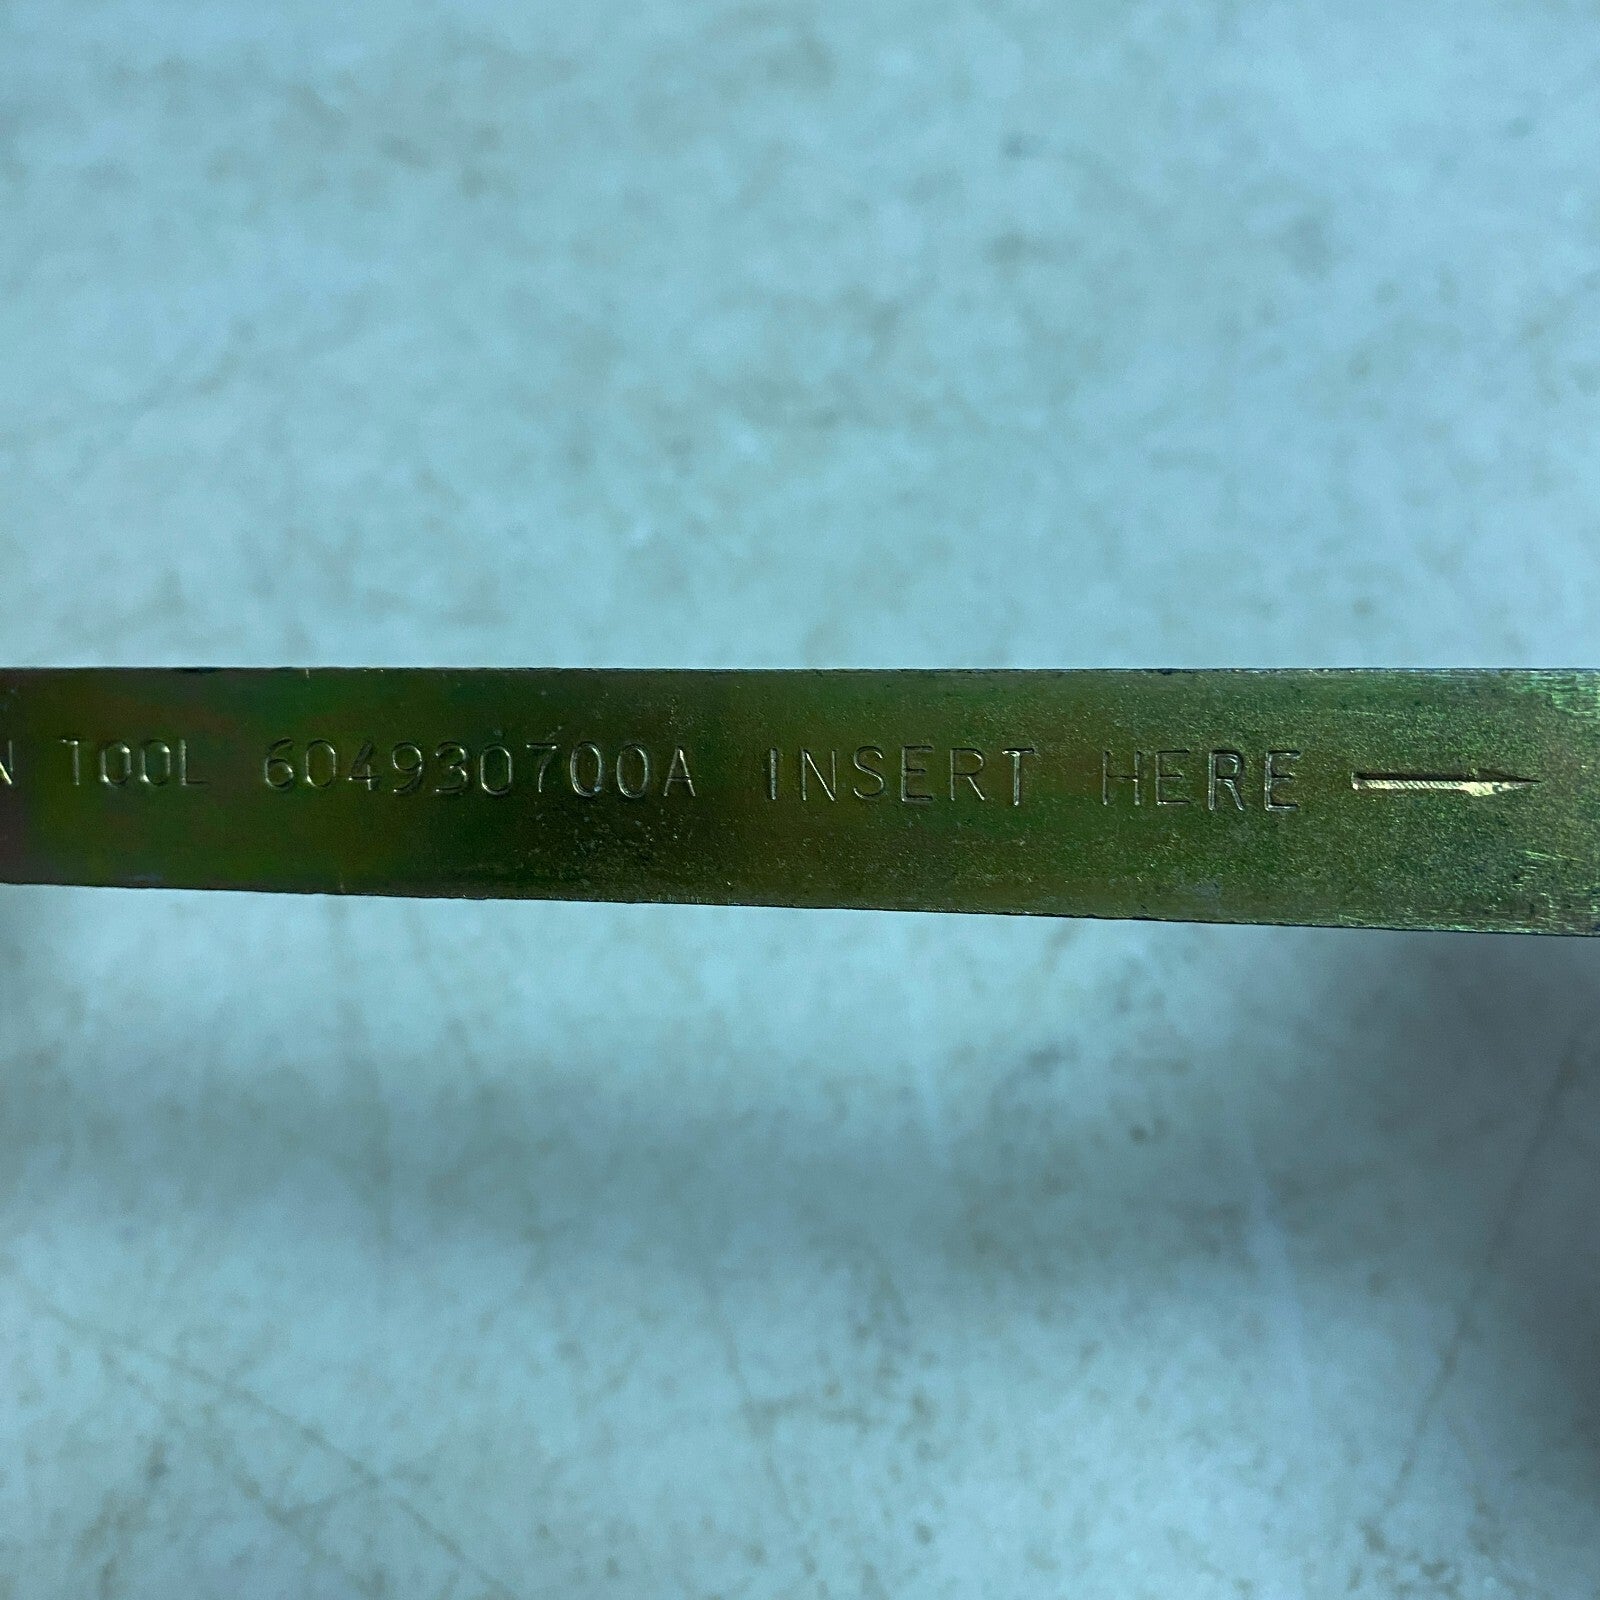 N TOOL 604930700A INSERT HERE →